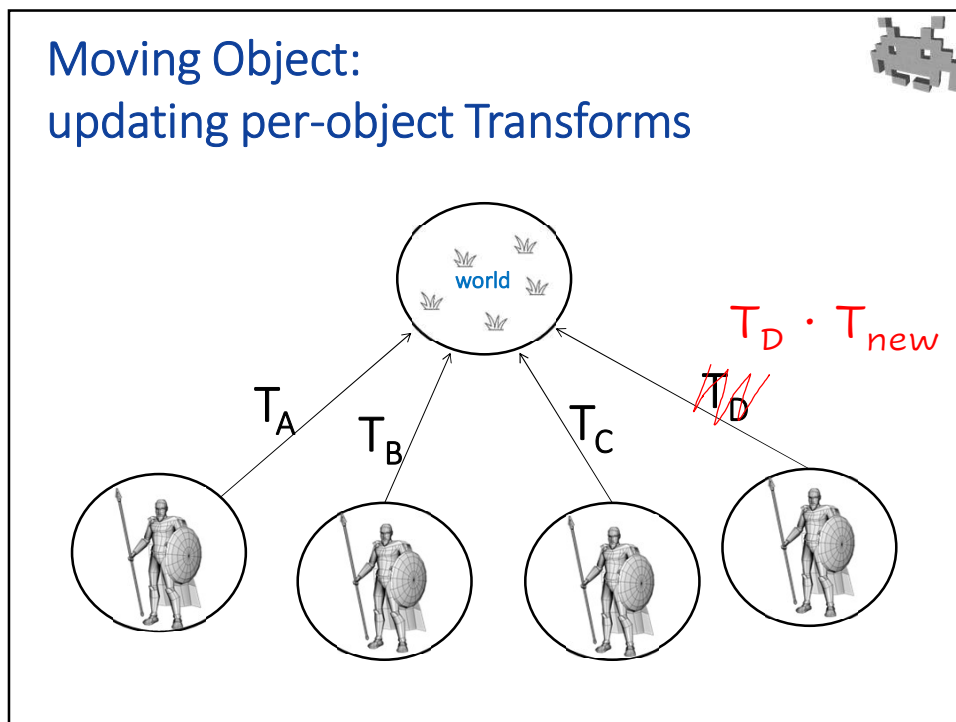 Moving Object:
updating per-object Transforms
world
T_D · T_new
T_D
T_A
T_B
T_C